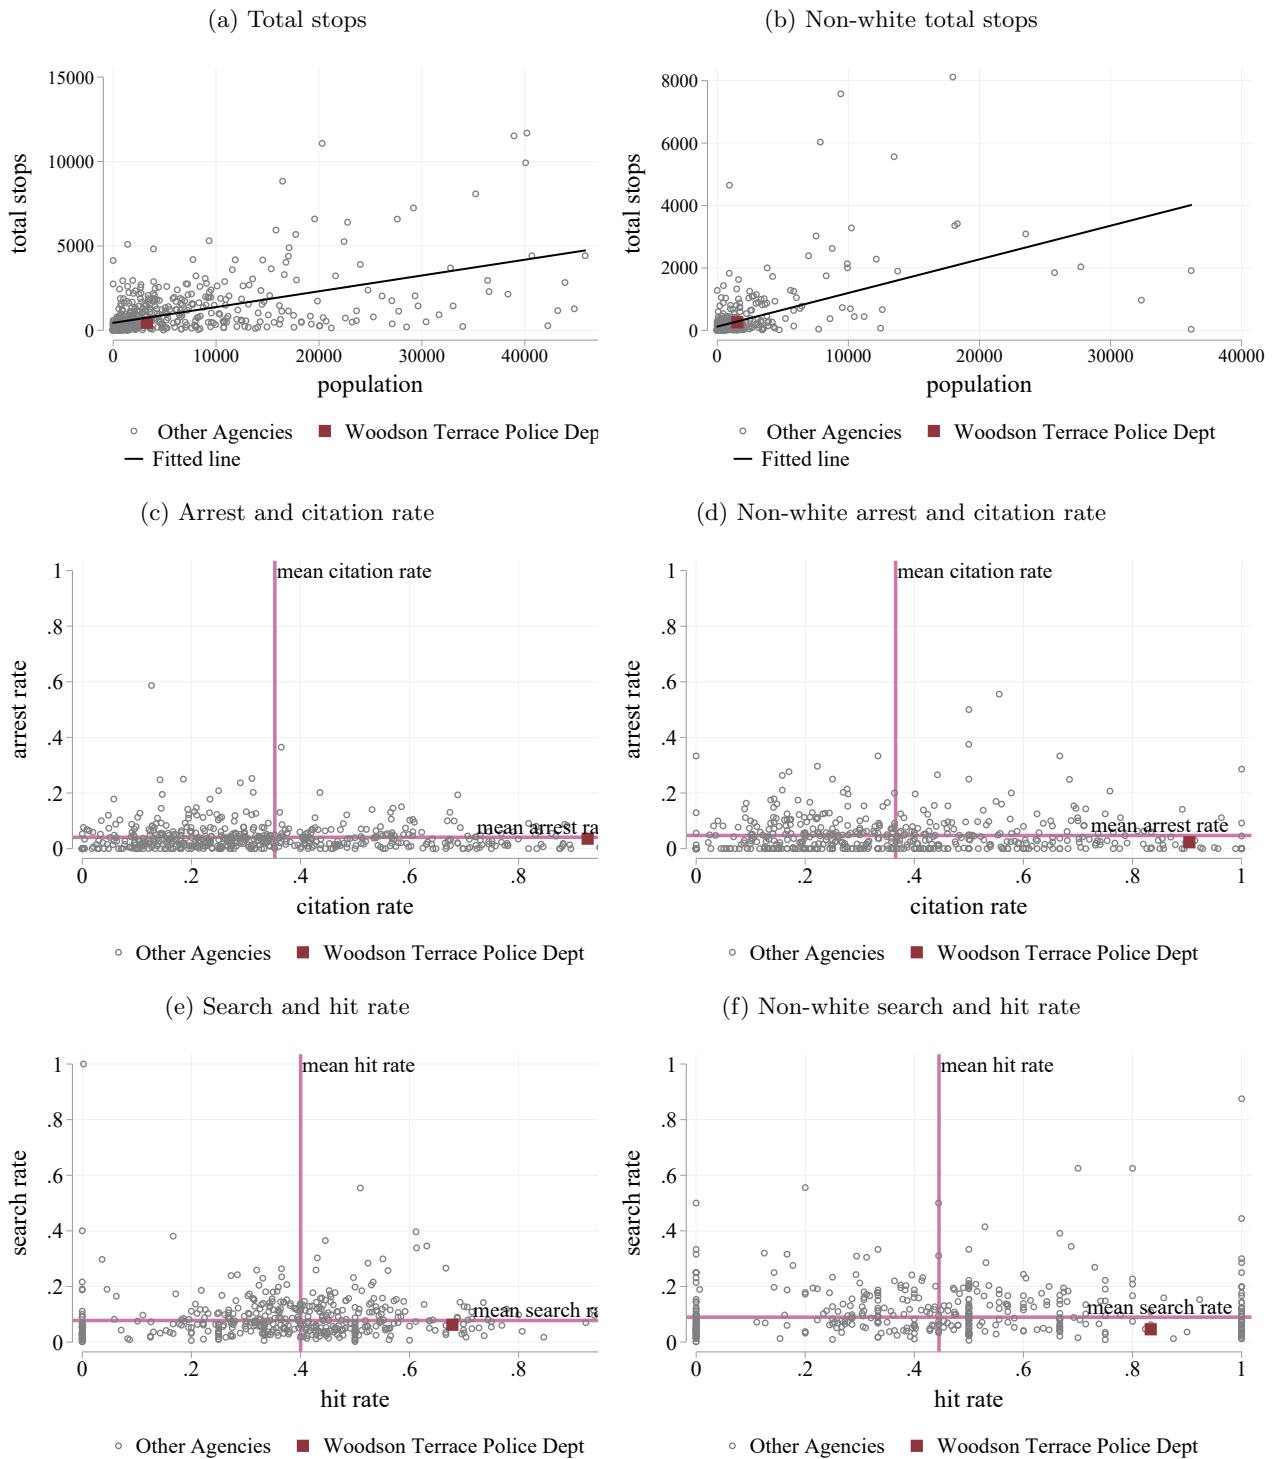 (a) Total stops
(b) Non-white total stops
total stops
15000
10000
5000
0
0 10000 20000 30000 40000
population
Other Agencies Woodson Terrace Police Dep
Fitted line
total stops
8000
6000
4000
2000
0
0 10000 20000 30000 40000
population
Other Agencies Woodson Terrace Police Dept
Fitted line
(c) Arrest and citation rate
(d) Non-white arrest and citation rate
arrest rate
1
.8
.6
.4
.2
0
mean citation rate
mean arrest ra
0 .2 .4 .6 .8
citation rate
Other Agencies Woodson Terrace Police Dept
arrest rate
1
.8
.6
.4
.2
0
mean citation rate
mean arrest rate
0 .2 .4 .6 .8 1
citation rate
Other Agencies Woodson Terrace Police Dept
(e) Search and hit rate
(f) Non-white search and hit rate
search rate
1
.8
.6
.4
.2
0
mean hit rate
mean search ra
0 .2 .4 .6 .8
hit rate
Other Agencies Woodson Terrace Police Dept
search rate
1
.8
.6
.4
.2
0
mean hit rate
mean search rate
0 .2 .4 .6 .8 1
hit rate
Other Agencies Woodson Terrace Police Dept